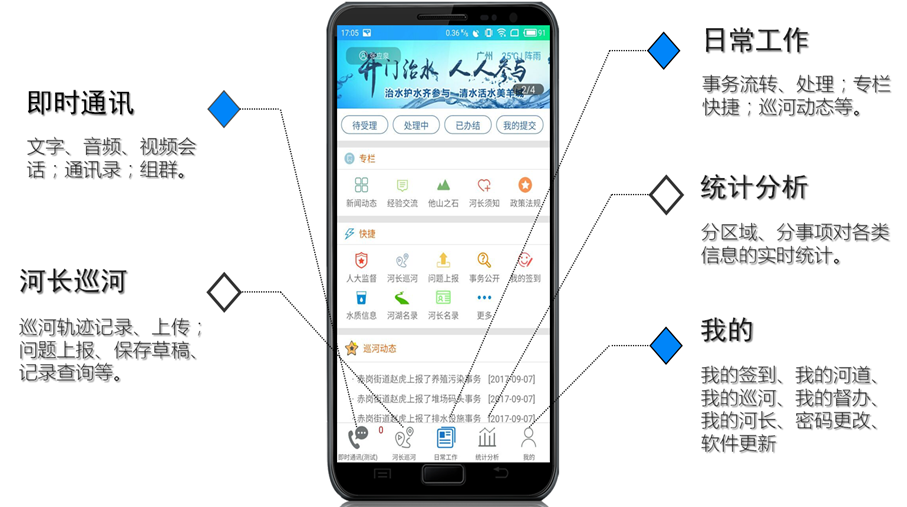 即时通讯
文字、音频、视频会
话；通讯录；组群。
河长巡河
巡河轨迹记录、上传；
问题上报、保存草稿、
记录查询等。
17:05
0.36 %
91
广州 25℃ | 阵雨
开门治水 人人参与
治水护水齐参与 清水活水美羊城
2/4
待受理
处理中
已办结
我的提交
专栏
新闻动态
经验交流
他山之石
河长须知
政策法规
快捷
人大监督
河长巡河
问题上报
事务公开
我的签到
水质信息
河湖名录
河长名录
更多
巡河动态
· 赤岗街道赵虎上报了养殖污染事务 [2017-09-07]
· 赤岗街道赵虎上报了堆场码头事务 [2017-09-07]
· 赤岗街道赵虎上报了排水设施事务 [2017-09-07]
0
即时通讯(测试)
河长巡河
日常工作
统计分析
我的
日常工作
事务流转、处理；专栏
快捷；巡河动态等。
统计分析
分区域、分事项对各类
信息的实时统计。
我的
我的签到、我的河道、
我的巡河、我的督办、
我的河长、密码更改、
软件更新